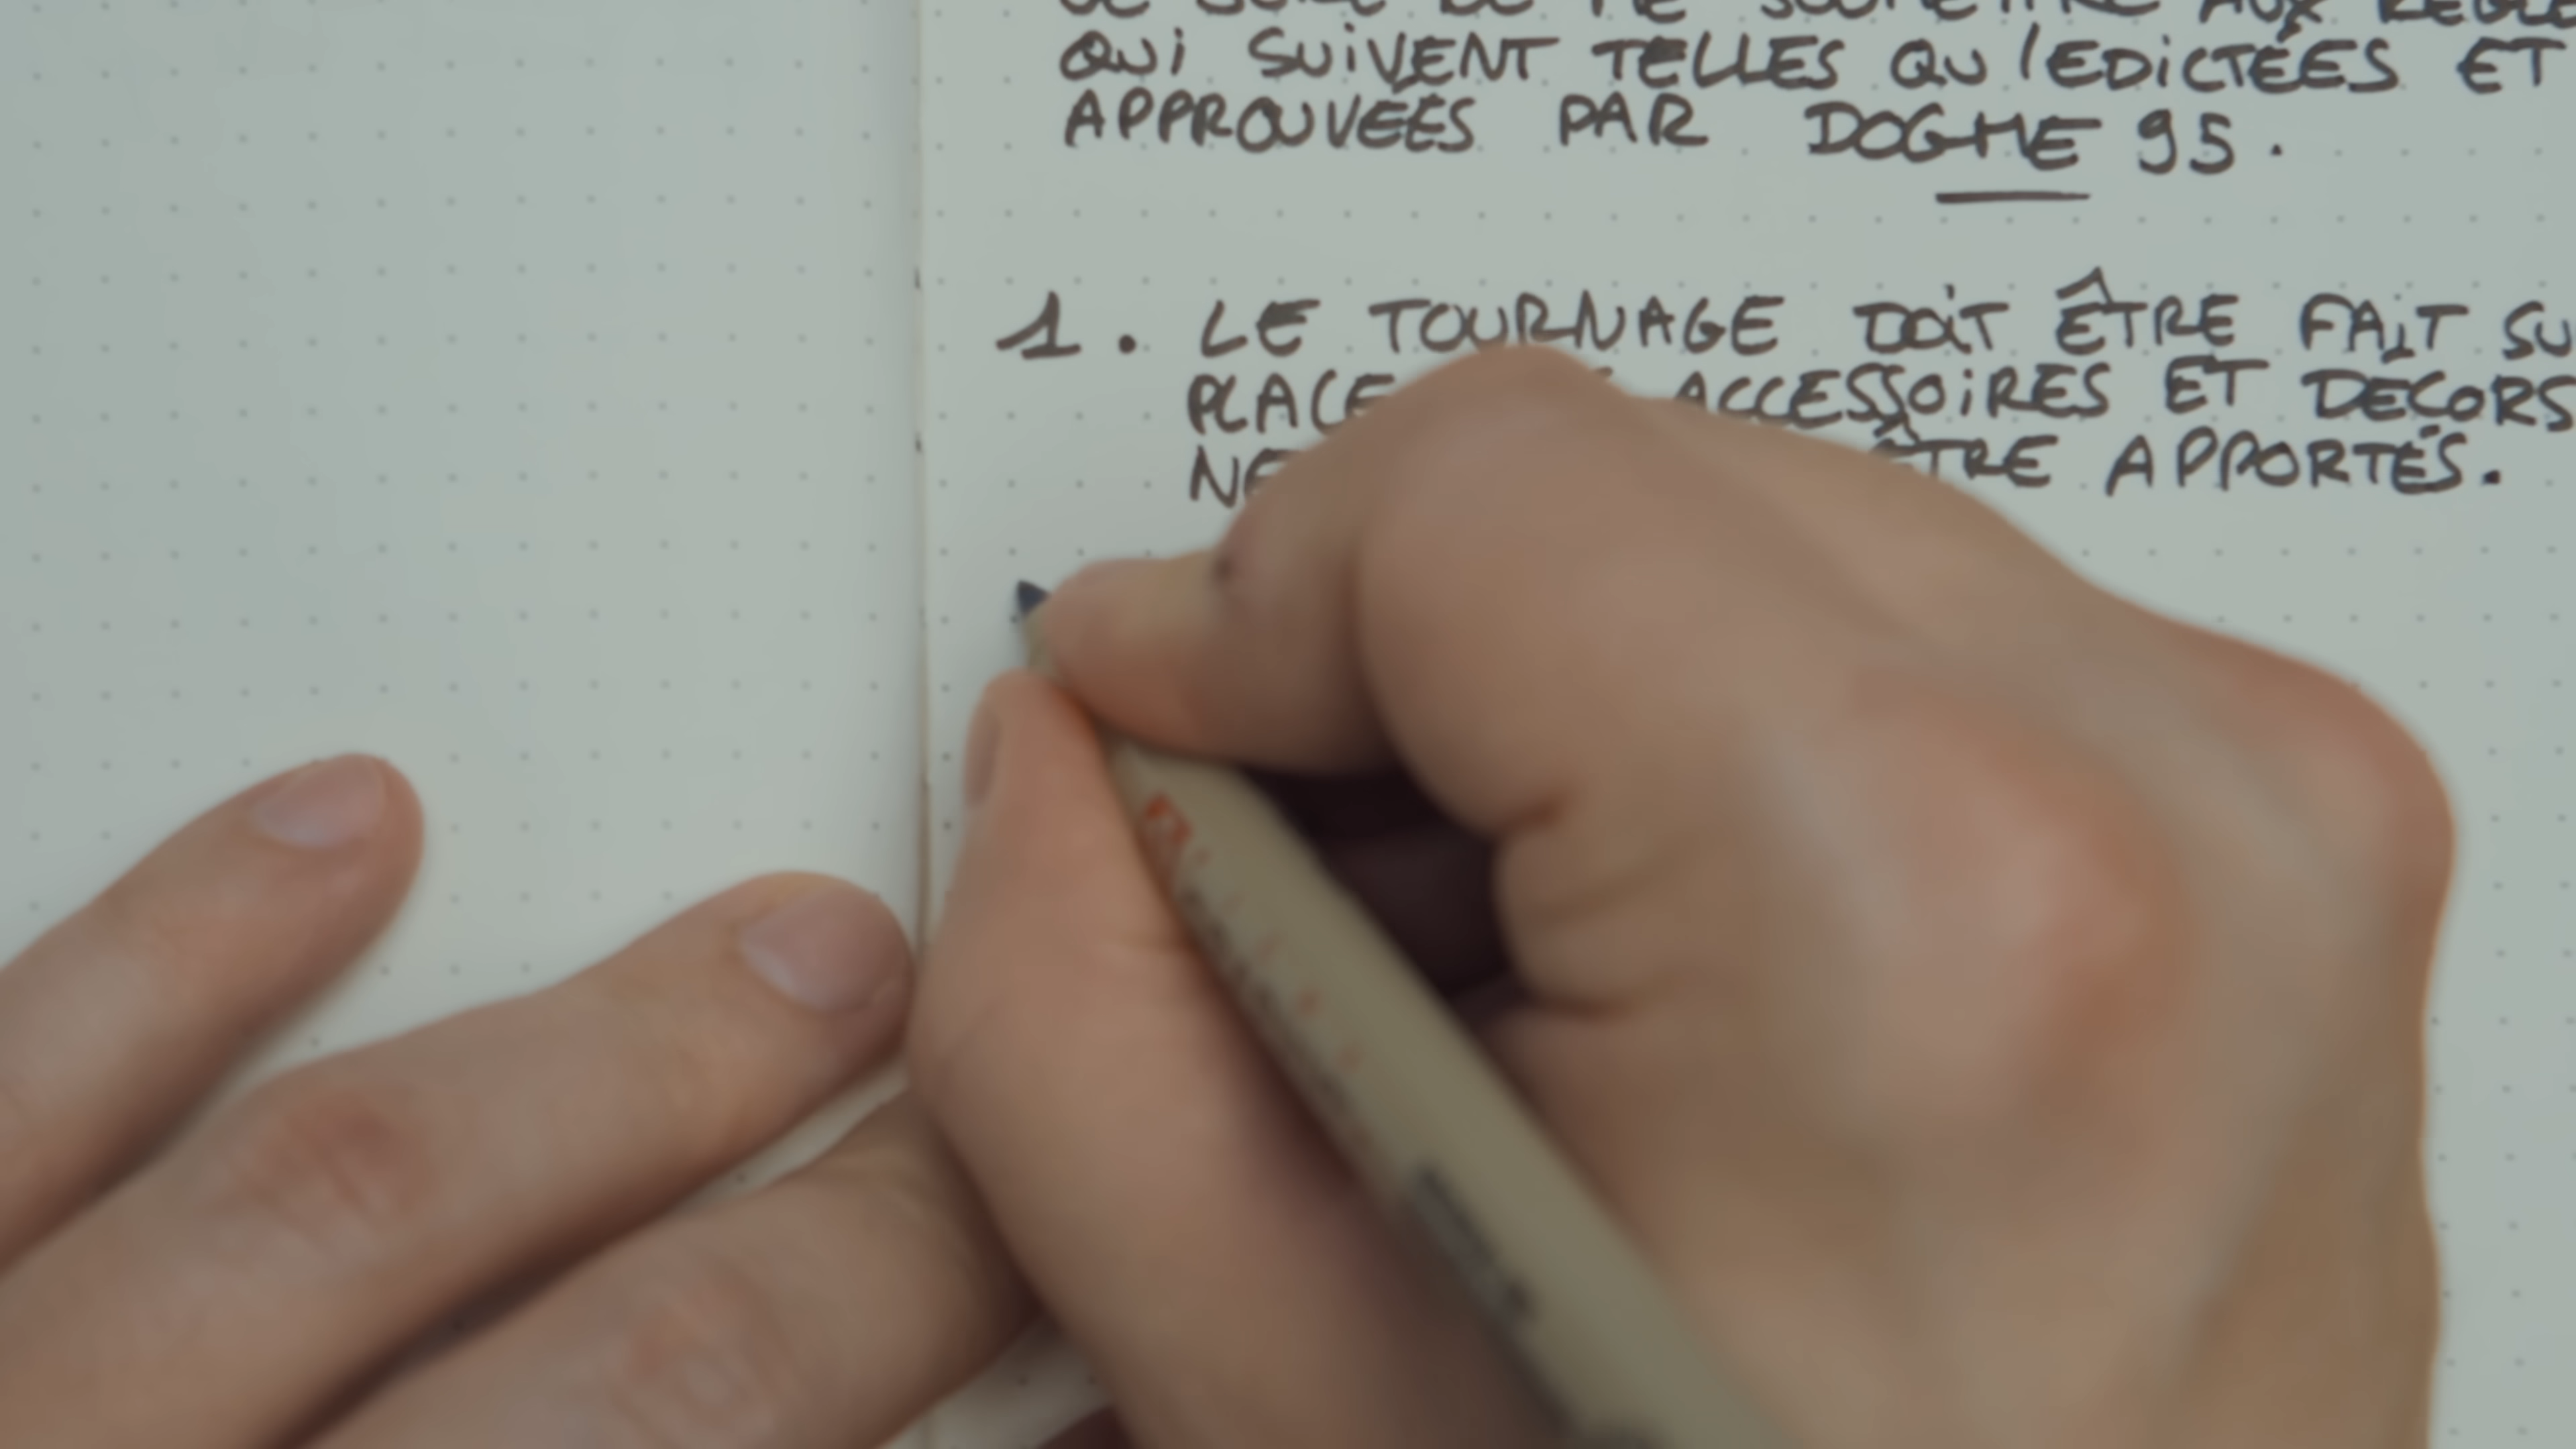 QUI SUIVENT TELLES QU'EDICTÉES ET
APPROUVÉES PAR DOGME 95.
1. LE TOURNAGE DOIT ÊTRE FAIT SU
PLACE ACCESSOIRES ET DECORS
NE ÊTRE APPORTÉS.